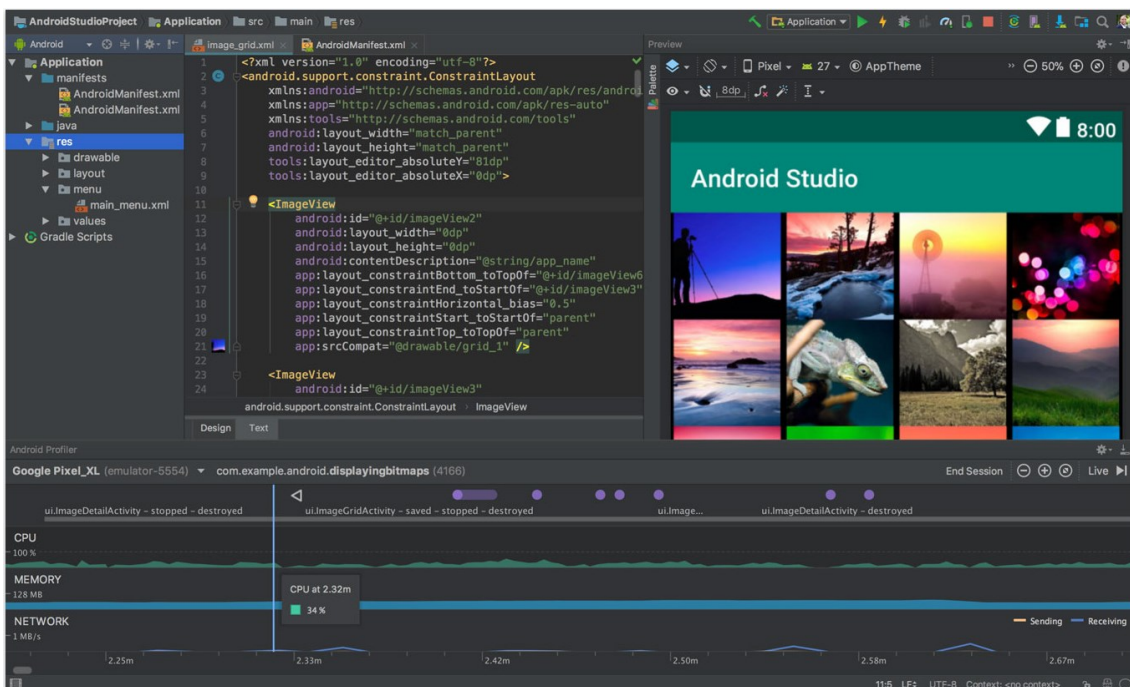 AndroidStudioProject Application src main res
Application
Android
image_grid.xml
AndroidManifest.xml
Preview
Application
manifests
AndroidManifest.xml
AndroidManifest.xml
java
res
drawable
layout
menu
main_menu.xml
values
Gradle Scripts
1 <?xml version="1.0" encoding="utf-8"?>
2 <android.support.constraint.ConstraintLayout
3 xmlns:android="http://schemas.android.com/apk/res/androi
4 xmlns:app="http://schemas.android.com/apk/res-auto"
5 xmlns:tools="http://schemas.android.com/tools"
6 android:layout_width="match_parent"
7 android:layout_height="match_parent"
8 tools:layout_editor_absoluteY="81dp"
9 tools:layout_editor_absoluteX="0dp">
10
11 <ImageView
12 android:id="@+id/imageView2"
13 android:layout_width="0dp"
14 android:layout_height="0dp"
15 android:contentDescription="@string/app_name"
16 app:layout_constraintBottom_toTopOf="@+id/imageView6
17 app:layout_constraintEnd_toStartOf="@+id/imageView3"
18 app:layout_constraintHorizontal_bias="0.5"
19 app:layout_constraintStart_toStartOf="parent"
20 app:layout_constraintTop_toTopOf="parent"
21 app:srcCompat="@drawable/grid_1" />
22
23 <ImageView
24 android:id="@+id/imageView3"
android.support.constraint.ConstraintLayout › ImageView
Design Text
Palette
Pixel 27 AppTheme » 50%
8dp
8:00
Android Studio
Android Profiler
Google Pixel_XL (emulator-5554) com.example.android.displayingbitmaps (4166)
End Session Live
ui.ImageDetailActivity – stopped – destroyed
ui.ImageGridActivity – saved – stopped – destroyed
ui.Image...
ui.ImageDetailActivity – destroyed
CPU
100 %
MEMORY
128 MB
CPU at 2.32m
34 %
NETWORK
1 MB/s
Sending Receiving
2.25m 2.33m 2.42m 2.50m 2.58m 2.67m
11:5 LF÷ UTF-8 Context: <no context>